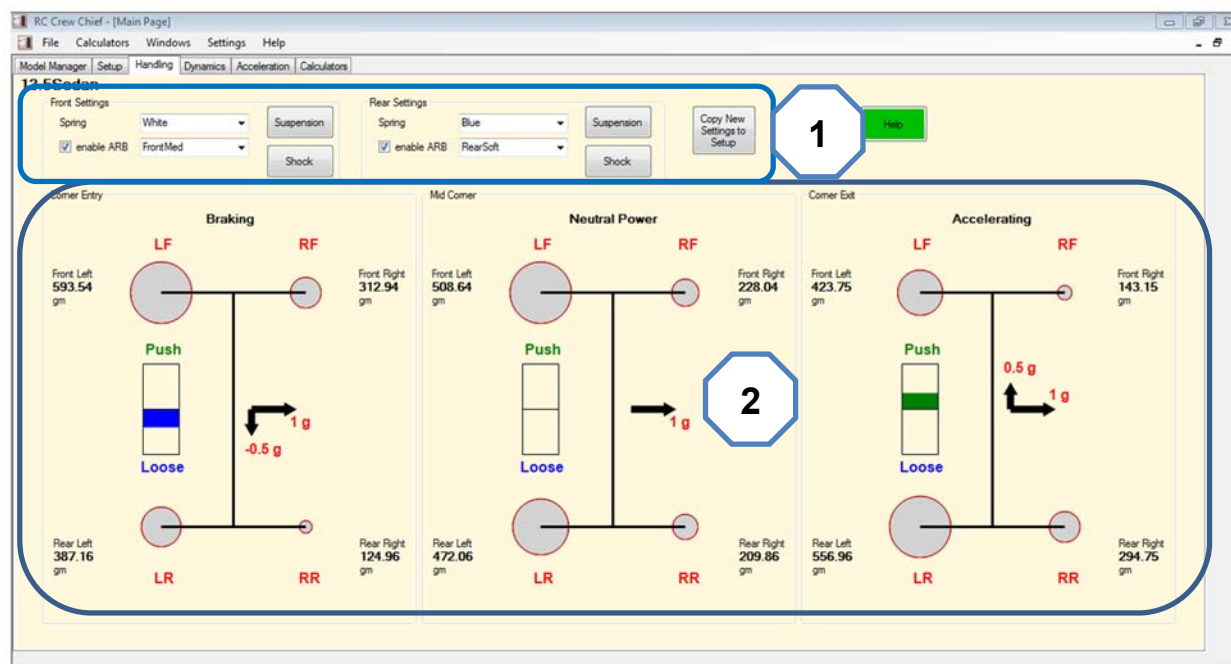 RC Crew Chief - [Main Page]
File Calculators Windows Settings Help
Model Manager Setup Handling Dynamics Acceleration Calculators
13.5Sedan
Front Settings
Spring White Suspension
enable ARB FrontMed Shock
Rear Settings
Spring Blue Suspension
enable ARB RearSoft Shock
Copy New
Settings to
Setup
1
Help
Corner Entry
Braking
LF RF
Front Left
593.54
gm
Front Right
312.94
gm
Push
1 g
-0.5 g
Loose
Rear Left
387.16
gm
Rear Right
124.96
gm
LR RR
Mid Corner
Neutral Power
LF RF
Front Left
508.64
gm
Front Right
228.04
gm
Push
1 g
2
Loose
Rear Left
472.06
gm
Rear Right
209.86
gm
LR RR
Corner Exit
Accelerating
LF RF
Front Left
423.75
gm
Front Right
143.15
gm
Push
0.5 g
1 g
Loose
Rear Left
556.96
gm
Rear Right
294.75
gm
LR RR